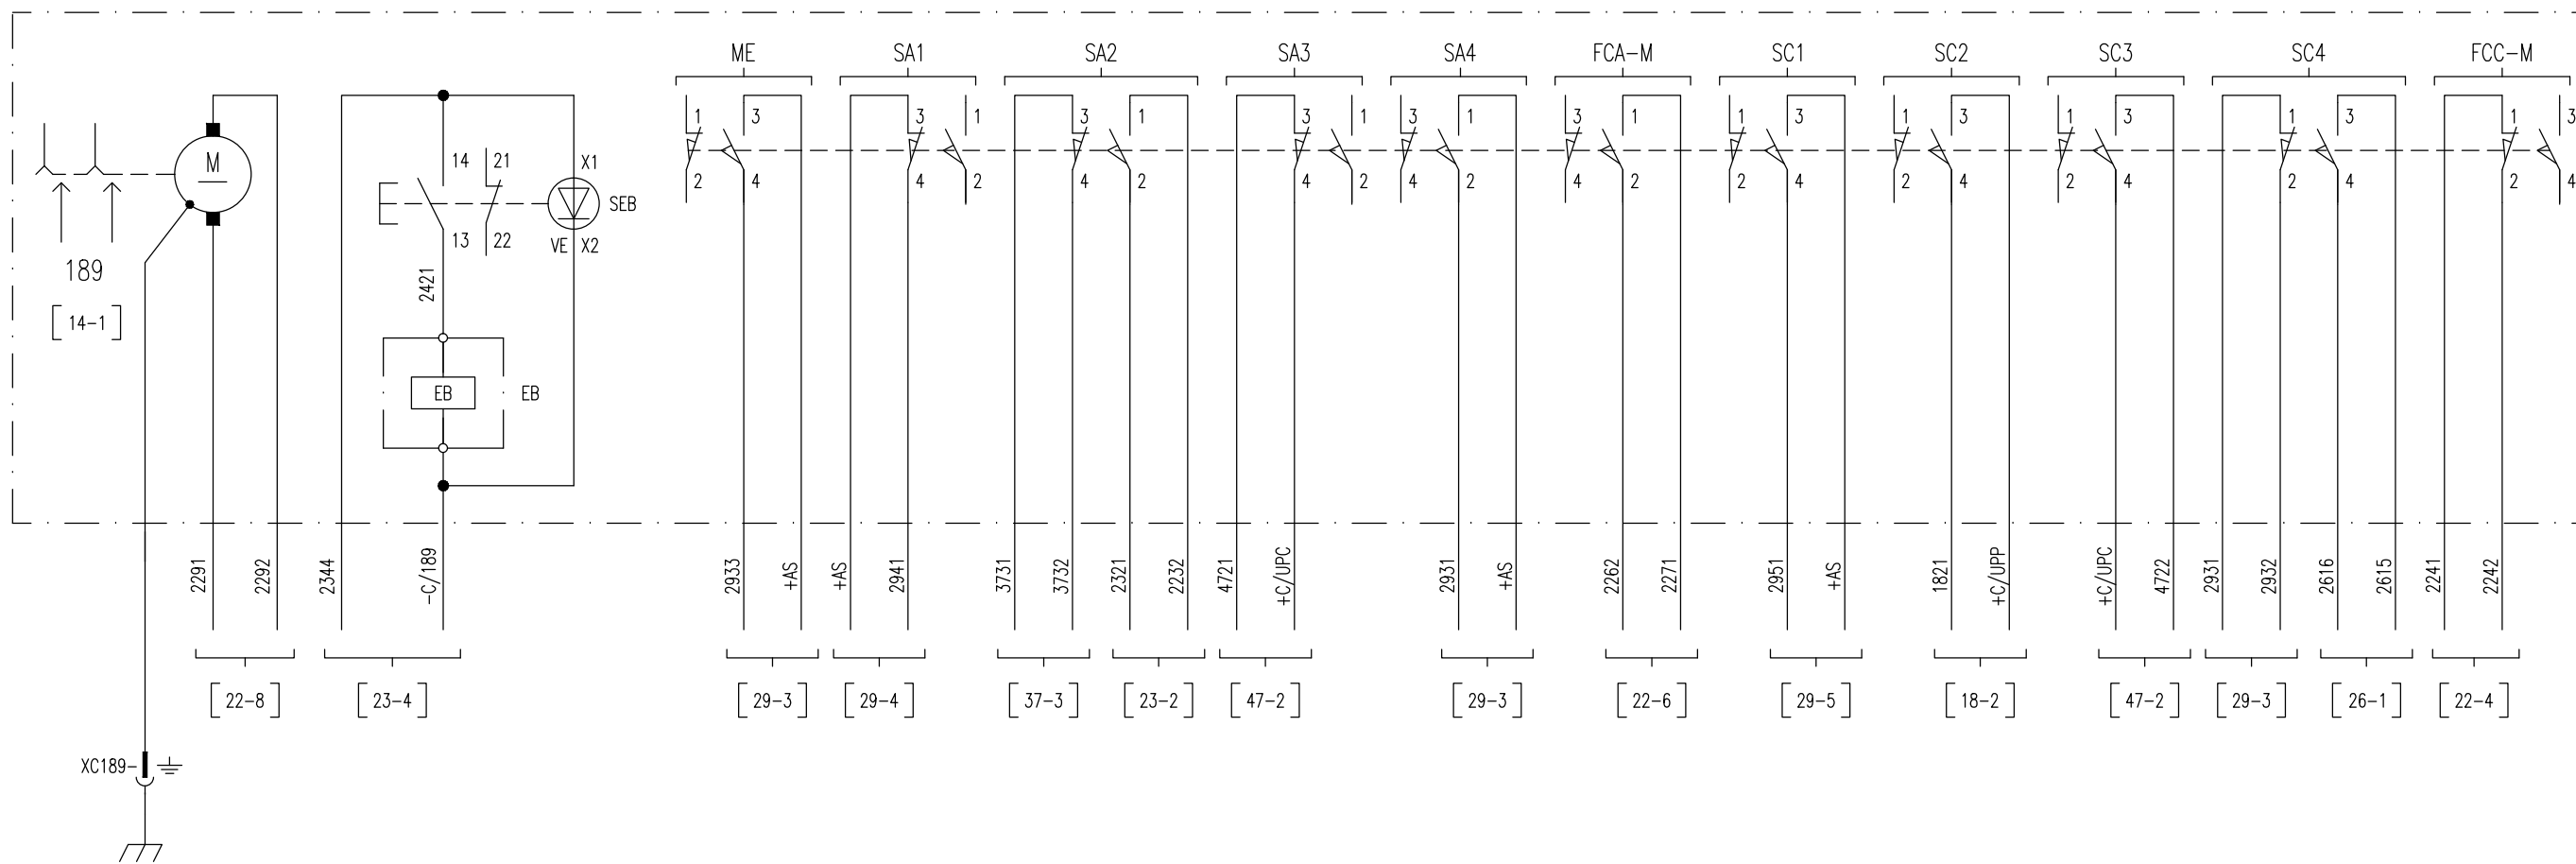 ME SA1 SA2 SA3 SA4 FCA-M SC1 SC2 SC3 SC4 FCC-M
1 3 3 1 3 1 3 1 3 1 3 1 1 3 1 3 1 3 1 3 1 3
M 14 21 X1
2 4 4 2 4 2 4 2 4 2 4 2 2 4 2 4 2 4 2 4 2 4
SEB
13 22 VE X2
189
2421
[14-1]
EB EB
2291 2292 2344 -C/189 2933 +AS +AS 2941 3731 3732 2321 2232 4721 +C/UPC 2931 +AS 2262 2271 2951 +AS 1821 +C/UPP +C/UPC 4722 2931 2932 2616 2615 2241 2242
[22-8] [23-4] [29-3] [29-4] [37-3] [23-2] [47-2] [29-3] [22-6] [29-5] [18-2] [47-2] [29-3] [26-1] [22-4]
XC189-